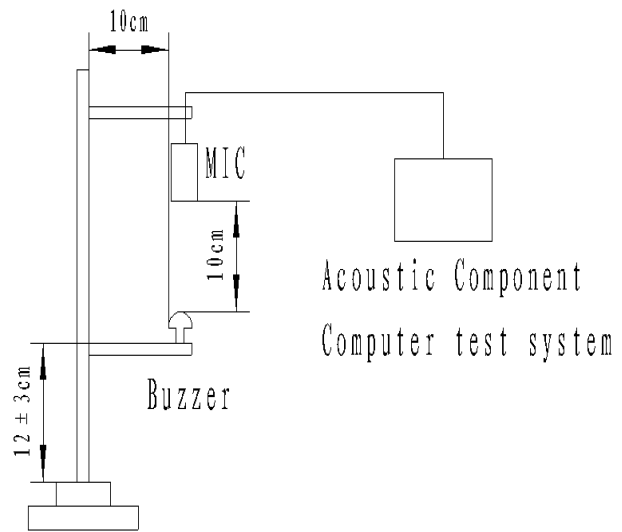 10cm
MIC
10cm
Acoustic Component
Computer test system
Buzzer
12±3cm